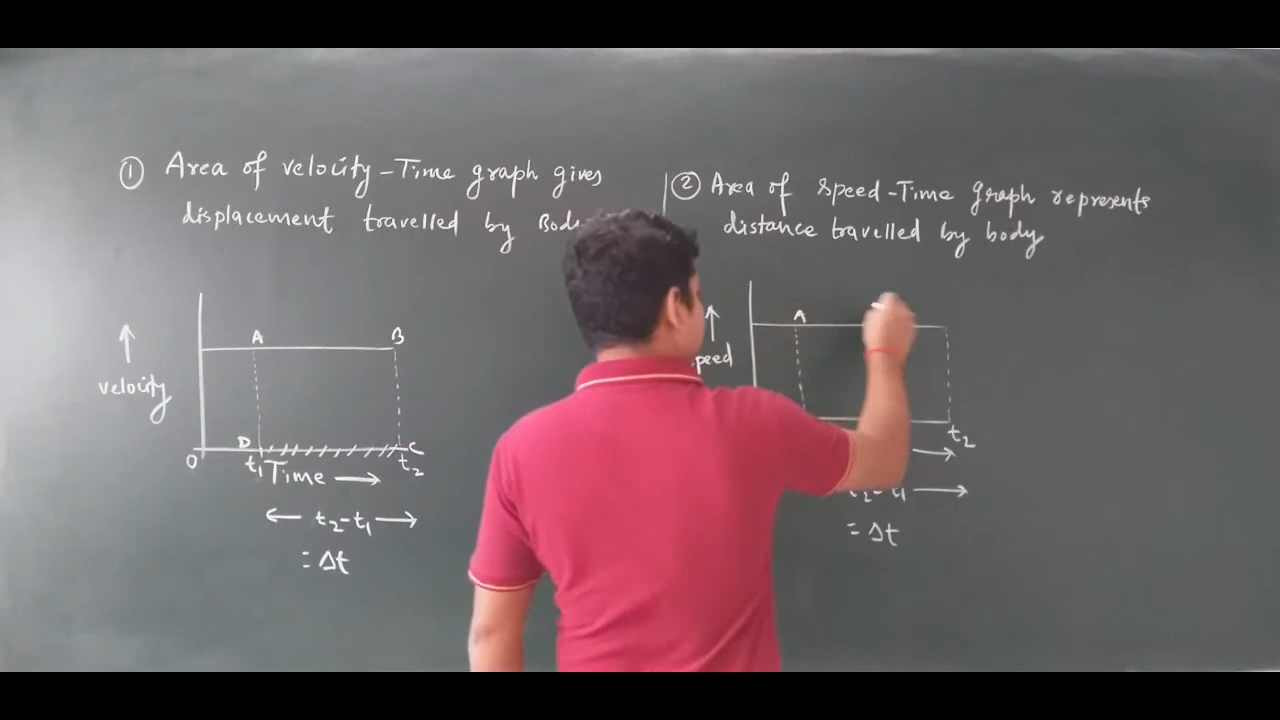 ① Area of velocity-Time graph gives
displacement travelled by
② Area of speed-Time graph represents
distance travelled by body
A
B
velocity
O
D
C
t₁
t₂
Time
t₂-t₁
= Δt
A
t₂
= Δt